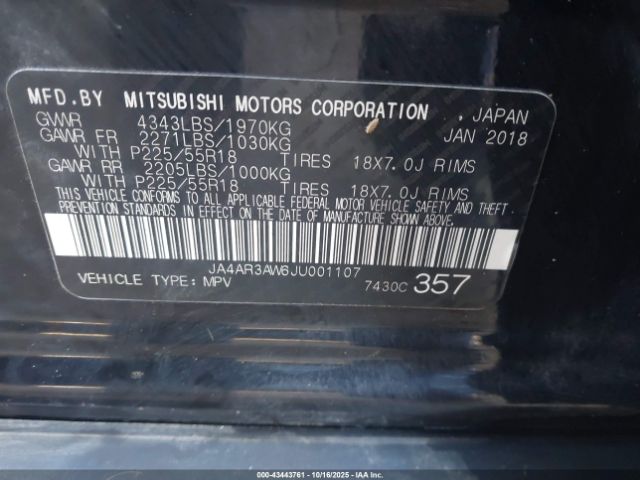 MFD.BY MITSUBISHI MOTORS CORPORATION , JAPAN
GVWR 4343LBS/1970KG JAN 2018
GAWR FR 2271LBS/1030KG
WITH P225/55R18 TIRES 18X7.0J RIMS
GAWR RR 2205LBS/1000KG
WITH P225/55R18 TIRES 18X7.0J RIMS
THIS VEHICLE CONFORMS TO ALL APPLICABLE FEDERAL MOTOR VEHICLE SAFETY AND THEFT
PREVENTION STANDARDS IN EFFECT ON THE DATE OF MANUFACTURE SHOWN ABOVE.
JA4AR3AW6JU001107
VEHICLE TYPE: MPV 7430C 357
000-43443761 | 10/16/2025 | IAAHOLDINGS, LLC